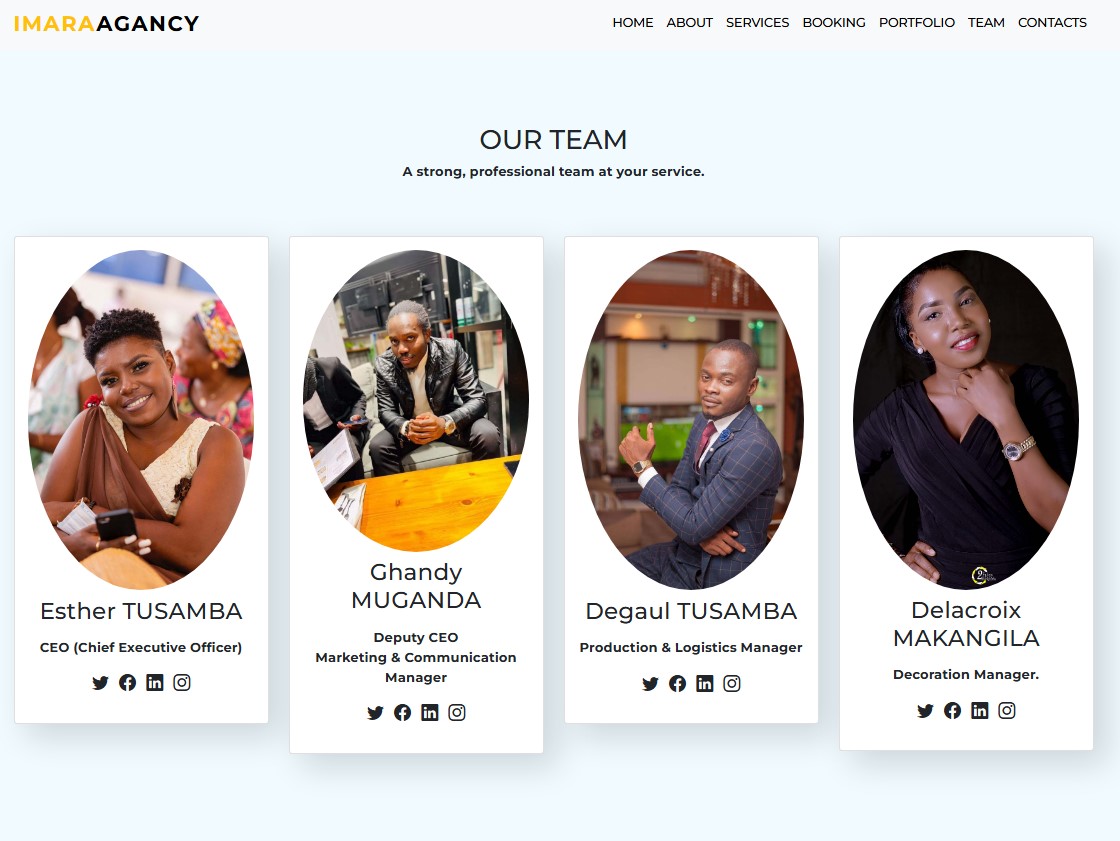 IMARAAGANCY
HOME ABOUT SERVICES BOOKING PORTFOLIO TEAM CONTACTS
OUR TEAM
A strong, professional team at your service.
Esther TUSAMBA
CEO (Chief Executive Officer)
Ghandy
MUGANDA
Deputy CEO
Marketing & Communication
Manager
Degaul TUSAMBA
Production & Logistics Manager
Delacroix
MAKANGILA
Decoration Manager.